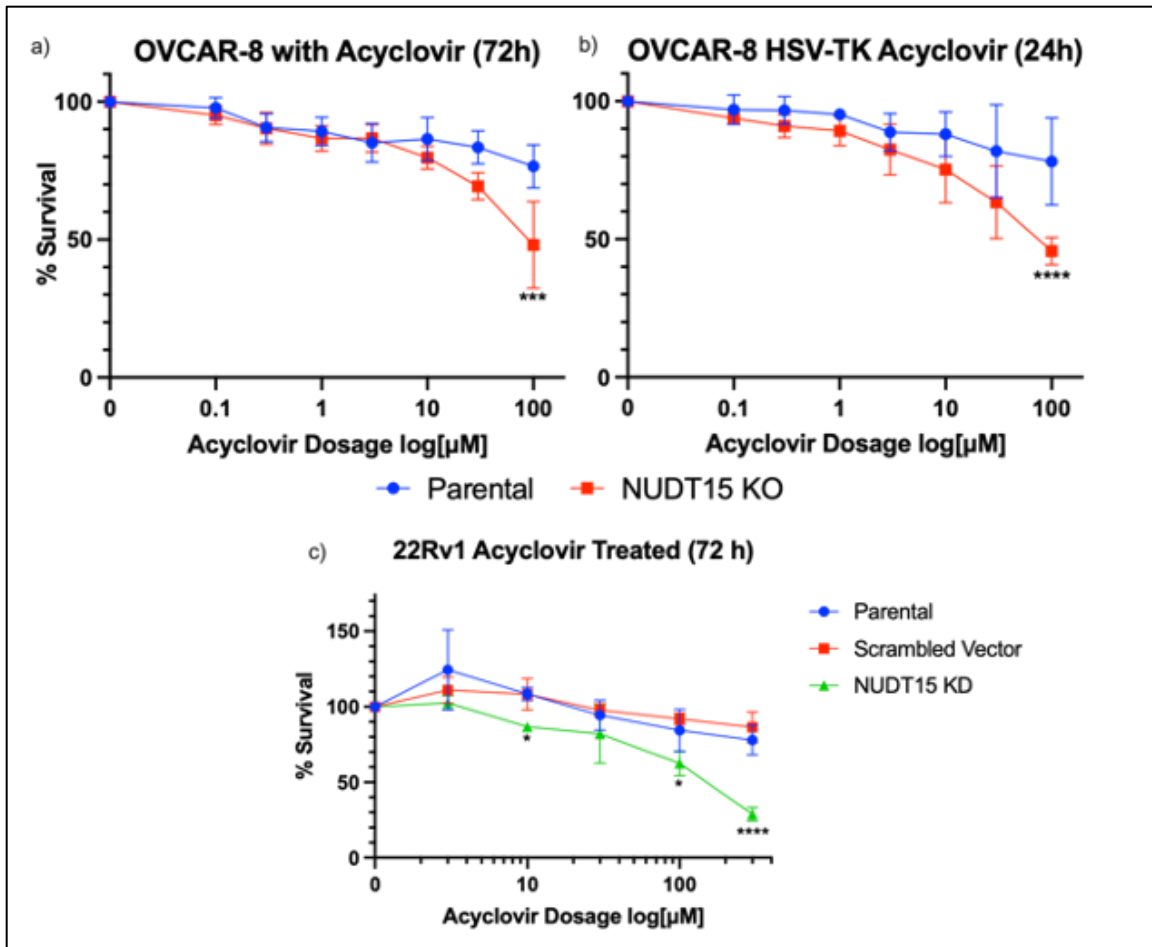 a) OVCAR-8 with Acyclovir (72h)
100
50
0
% Survival
***
0 0.1 1 10 100
Acyclovir Dosage log[µM]
b) OVCAR-8 HSV-TK Acyclovir (24h)
100
50
0
****
0 0.1 1 10 100
Acyclovir Dosage log[µM]
Parental NUDT15 KO
c) 22Rv1 Acyclovir Treated (72 h)
150
100
50
0
% Survival
*
*
****
0 10 100
Acyclovir Dosage log[µM]
Parental
Scrambled Vector
NUDT15 KD